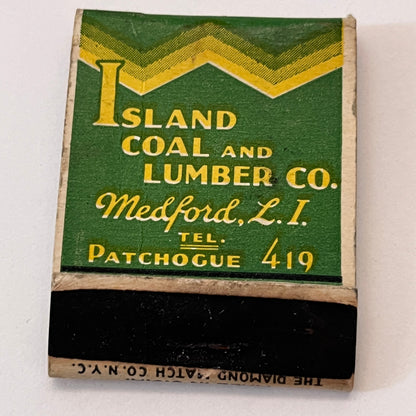 ISLAND
COAL AND
LUMBER CO.
Medford, L.I.
TEL.
PATCHOGUE 419
THE DIAMOND MATCH CO. N.Y.C.